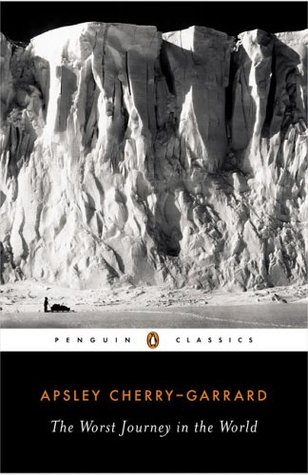 PENGUIN CLASSICS
APSLEY CHERRY-GARRARD
The Worst Journey in the World